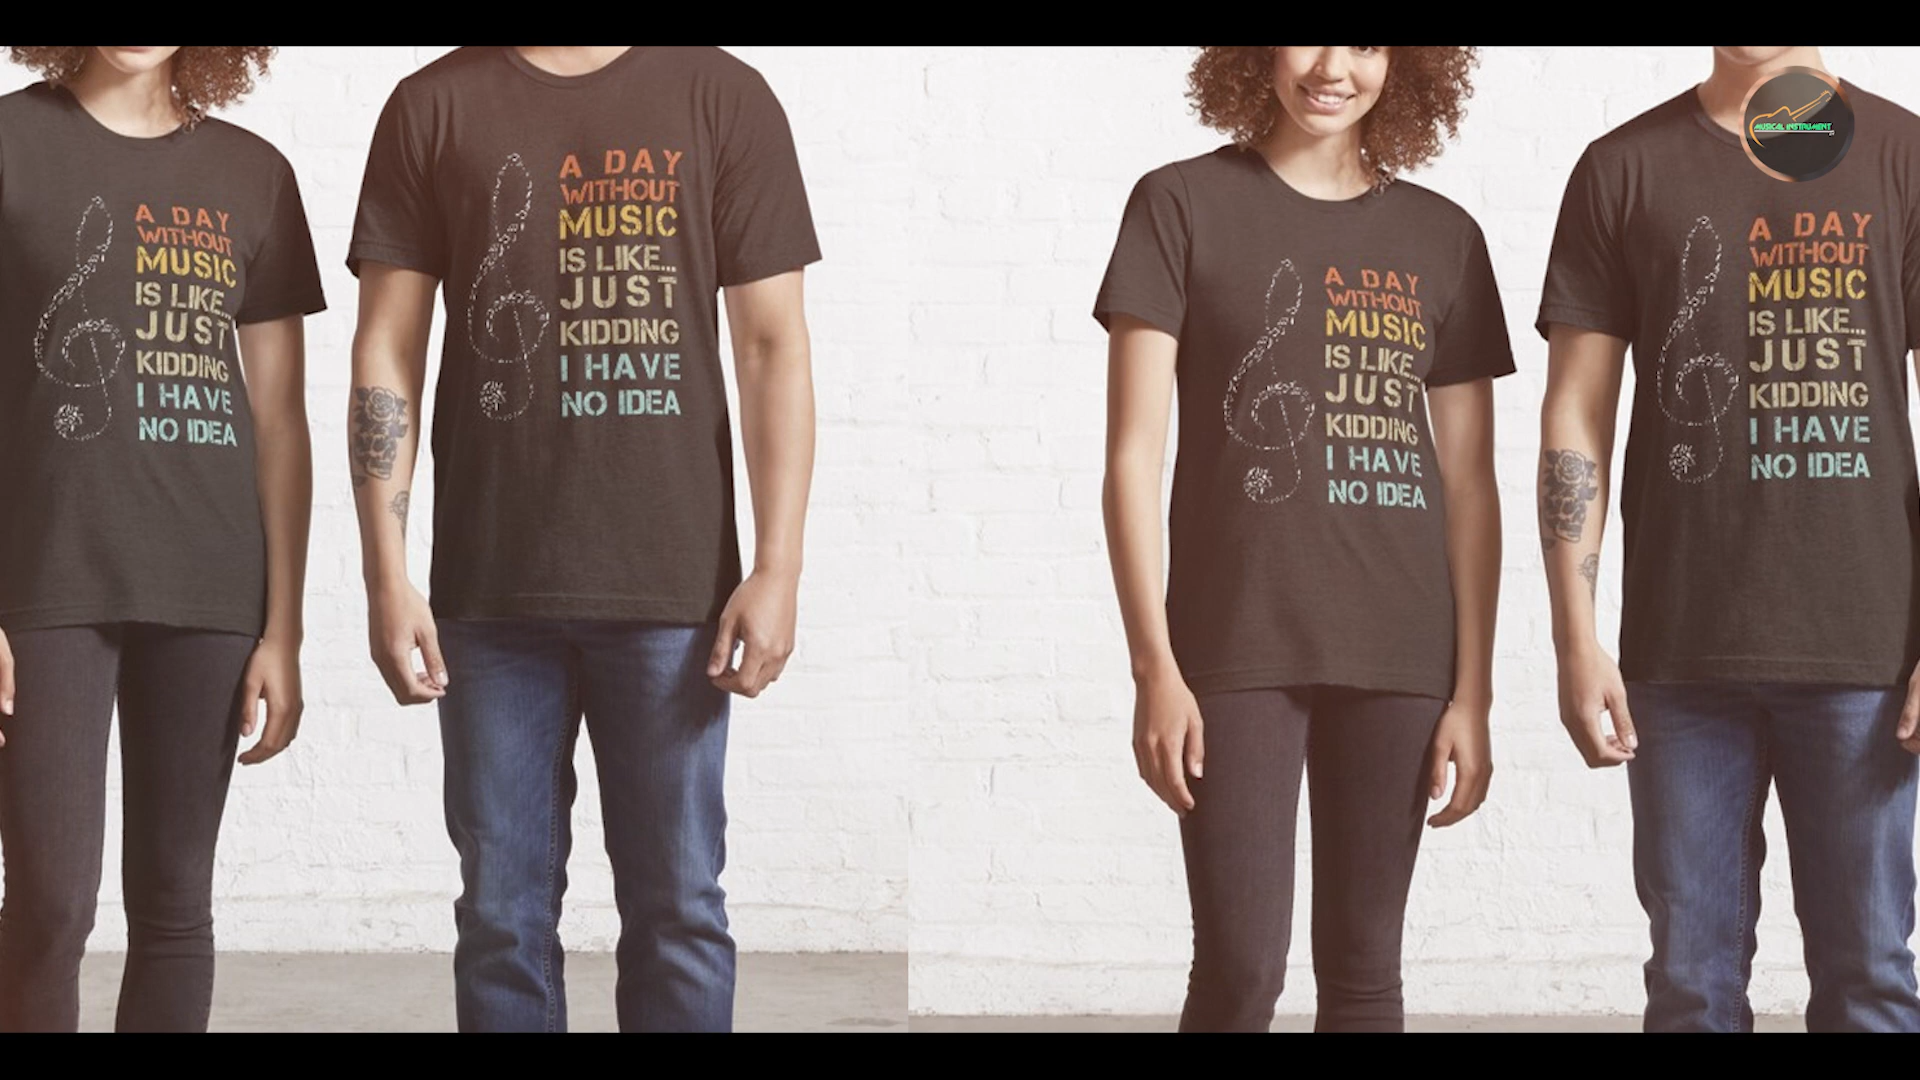 A DAY
WITHOUT
MUSIC
IS LIKE...
JUST
KIDDING
I HAVE
NO IDEA
A DAY
WITHOUT
MUSIC
IS LIKE...
JUST
KIDDING
I HAVE
NO IDEA
A DAY
WITHOUT
MUSIC
IS LIKE...
JUST
KIDDING
I HAVE
NO IDEA
A DAY
WITHOUT
MUSIC
IS LIKE...
JUST
KIDDING
I HAVE
NO IDEA
MUSICAL INSTRUMENT